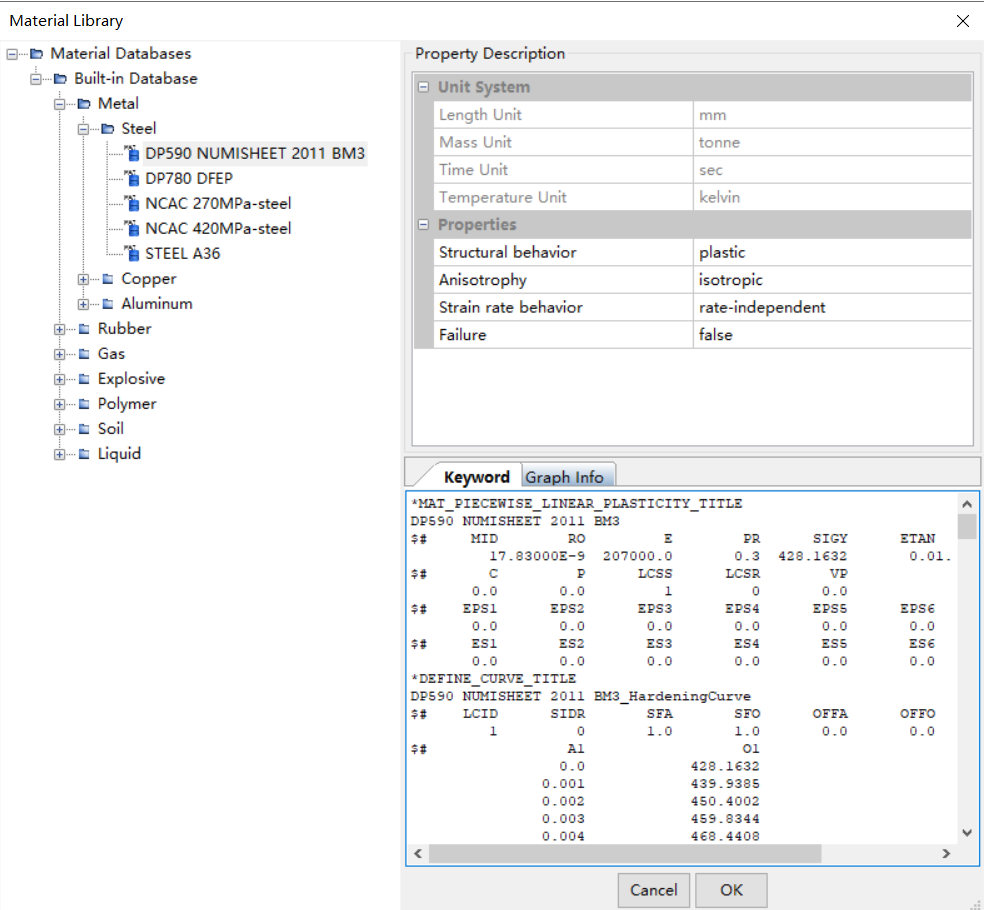 Material Library
Material Databases
Built-in Database
Metal
Steel
DP590 NUMISHEET 2011 BM3
DP780 DFEP
NCAC 270MPa-steel
NCAC 420MPa-steel
STEEL A36
Copper
Aluminum
Rubber
Gas
Explosive
Polymer
Soil
Liquid
Property Description
Unit System
Length Unit mm
Mass Unit tonne
Time Unit sec
Temperature Unit kelvin
Properties
Structural behavior plastic
Anisotrophy isotropic
Strain rate behavior rate-independent
Failure false
Keyword Graph Info
*MAT_PIECEWISE_LINEAR_PLASTICITY_TITLE
DP590 NUMISHEET 2011 BM3
$# MID RO E PR SIGY ETAN
17.83000E-9 207000.0 0.3 428.1632 0.01.
$# C P LCSS LCSR VP
0.0 0.0 1 0 0.0
$# EPS1 EPS2 EPS3 EPS4 EPS5 EPS6
0.0 0.0 0.0 0.0 0.0 0.0
$# ES1 ES2 ES3 ES4 ES5 ES6
0.0 0.0 0.0 0.0 0.0 0.0
*DEFINE_CURVE_TITLE
DP590 NUMISHEET 2011 BM3_HardeningCurve
$# LCID SIDR SFA SFO OFFA OFFO
1 0 1.0 1.0 0.0 0.0
$# A1 O1
0.0 428.1632
0.001 439.9385
0.002 450.4002
0.003 459.8344
0.004 468.4408
Cancel OK